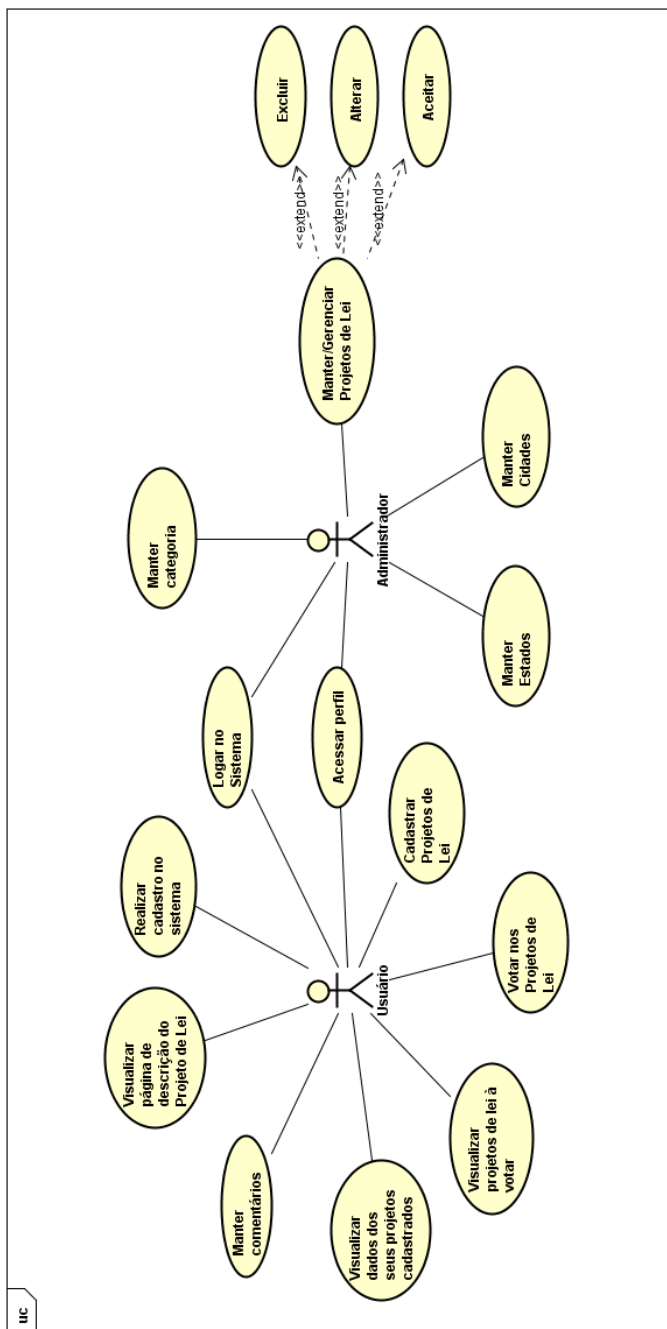 uc
Visualizar
página de
descrição do
Projeto de Lei
Realizar
cadastro no
sistema
Manter
categoria
Logar no
Sistema
Manter
comentários
Excluir
<<extend>>
Alterar
<<extend>>
Aceitar
<<extend>>
Manter/Gerenciar
Projetos de Lei
Acessar perfil
Usuário
Administrador
Visualizar
dados dos
seus projetos
cadastrados
Cadastrar
Projetos de
Lei
Visualizar
projetos de lei à
votar
Votar nos
Projetos de
Lei
Manter
Estados
Manter
Cidades